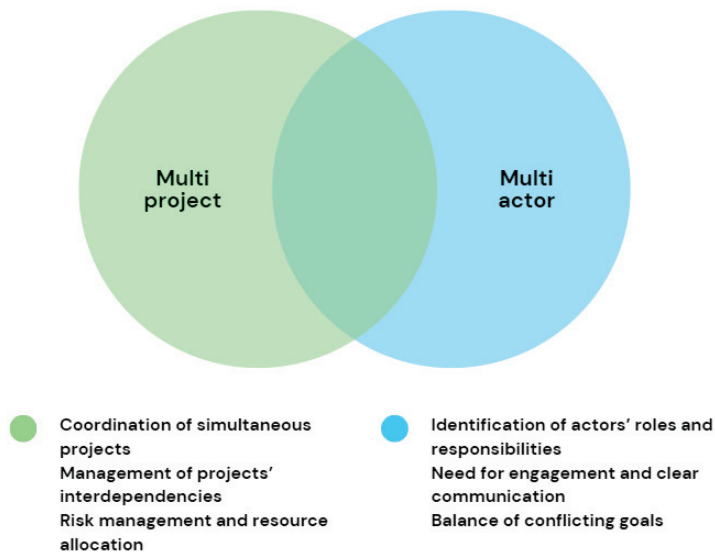 Multi
project
Multi
actor
Coordination of simultaneous
projects
Management of projects’
interdependencies
Risk management and resource
allocation
Identification of actors’ roles and
responsibilities
Need for engagement and clear
communication
Balance of conflicting goals